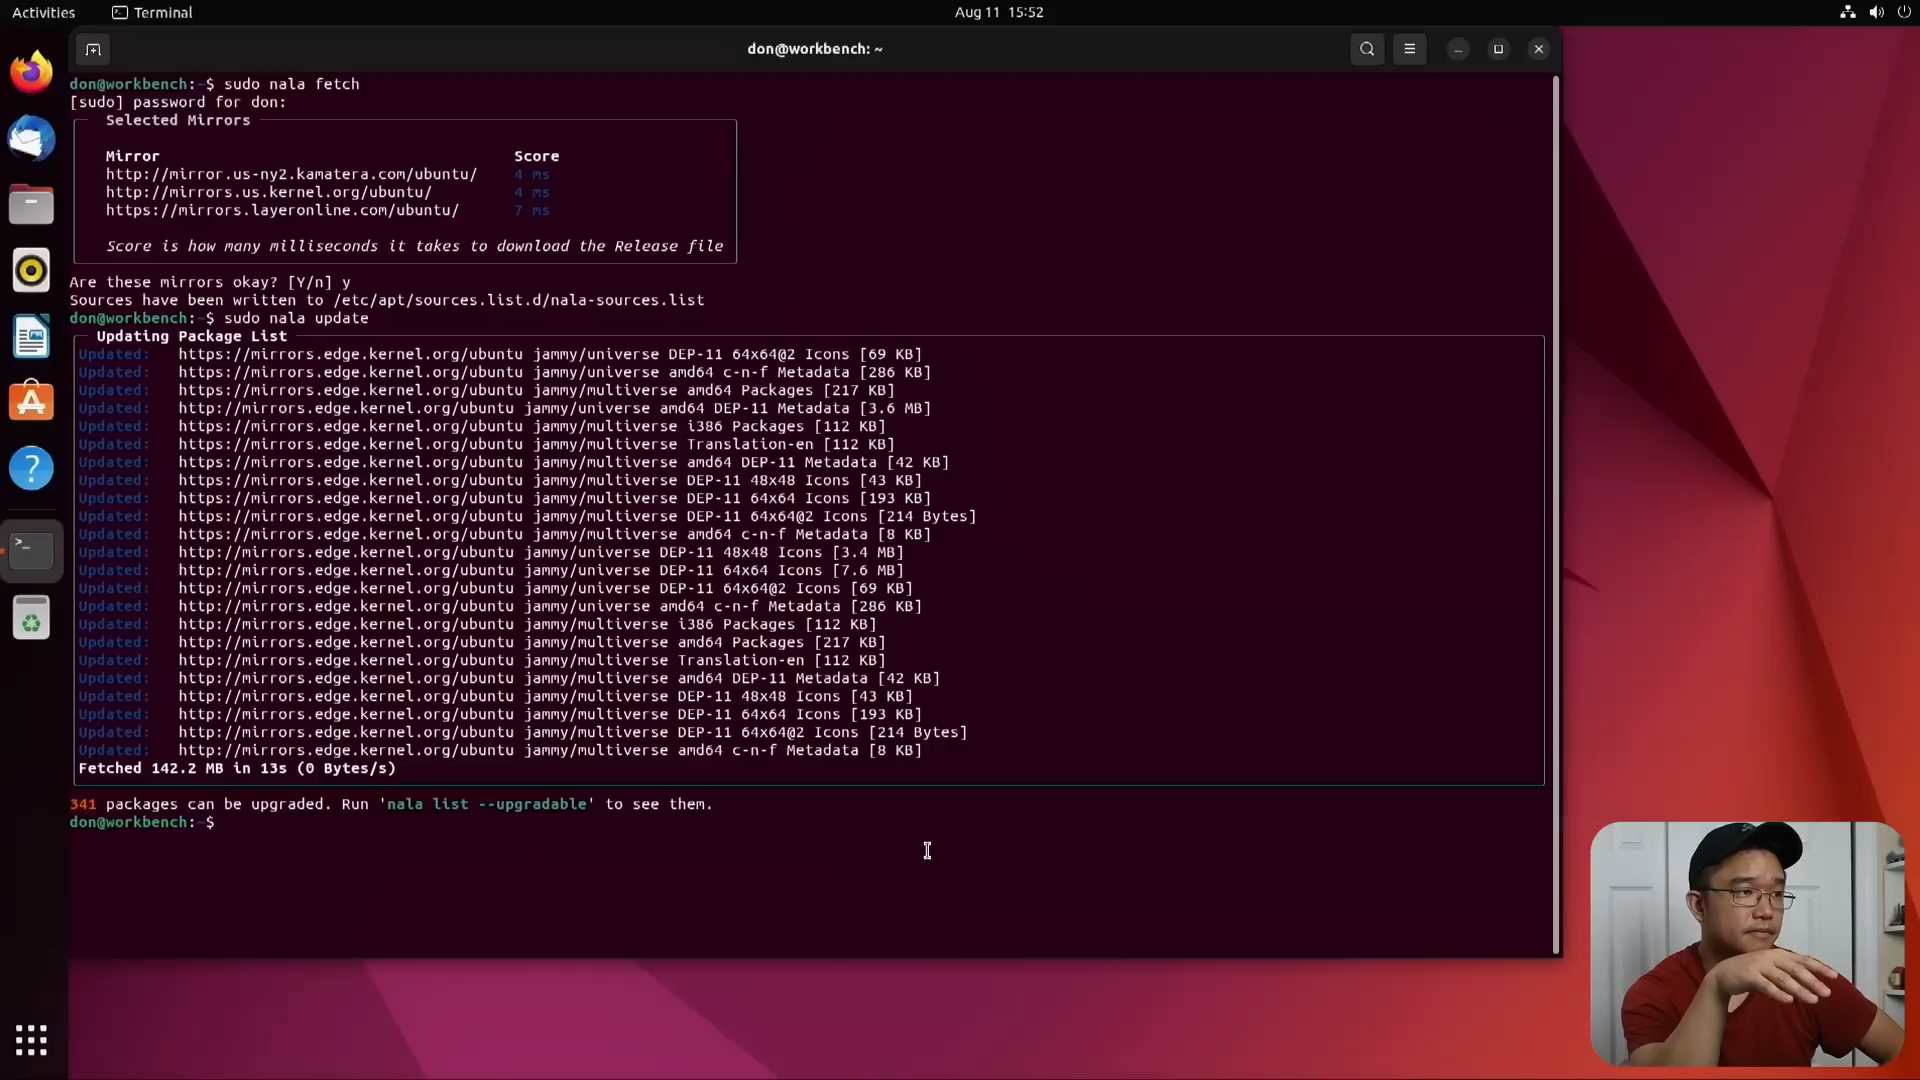 Activities
Terminal
Aug 11 15:52
don@workbench: ~
don@workbench:~$ sudo nala fetch
[sudo] password for don:
Selected Mirrors
Mirror Score
http://mirror.us-ny2.kamatera.com/ubuntu/ 4 ms
http://mirrors.us.kernel.org/ubuntu/ 4 ms
https://mirrors.layeronline.com/ubuntu/ 7 ms
Score is how many milliseconds it takes to download the Release file
Are these mirrors okay? [Y/n] y
Sources have been written to /etc/apt/sources.list.d/nala-sources.list
don@workbench:~$ sudo nala update
Updating Package List
Updated: https://mirrors.edge.kernel.org/ubuntu jammy/universe DEP-11 64x64@2 Icons [69 KB]
Updated: https://mirrors.edge.kernel.org/ubuntu jammy/universe amd64 c-n-f Metadata [286 KB]
Updated: https://mirrors.edge.kernel.org/ubuntu jammy/multiverse amd64 Packages [217 KB]
Updated: https://mirrors.edge.kernel.org/ubuntu jammy/universe amd64 DEP-11 Metadata [3.6 MB]
Updated: https://mirrors.edge.kernel.org/ubuntu jammy/multiverse i386 Packages [112 KB]
Updated: https://mirrors.edge.kernel.org/ubuntu jammy/multiverse Translation-en [112 KB]
Updated: https://mirrors.edge.kernel.org/ubuntu jammy/multiverse amd64 DEP-11 Metadata [42 KB]
Updated: https://mirrors.edge.kernel.org/ubuntu jammy/multiverse DEP-11 48x48 Icons [43 KB]
Updated: https://mirrors.edge.kernel.org/ubuntu jammy/multiverse DEP-11 64x64 Icons [193 KB]
Updated: https://mirrors.edge.kernel.org/ubuntu jammy/multiverse DEP-11 64x64@2 Icons [214 Bytes]
Updated: https://mirrors.edge.kernel.org/ubuntu jammy/multiverse amd64 c-n-f Metadata [8 KB]
Updated: http://mirrors.edge.kernel.org/ubuntu jammy/universe DEP-11 48x48 Icons [3.4 MB]
Updated: http://mirrors.edge.kernel.org/ubuntu jammy/universe DEP-11 64x64 Icons [7.6 MB]
Updated: http://mirrors.edge.kernel.org/ubuntu jammy/universe DEP-11 64x64@2 Icons [69 KB]
Updated: http://mirrors.edge.kernel.org/ubuntu jammy/universe amd64 c-n-f Metadata [286 KB]
Updated: http://mirrors.edge.kernel.org/ubuntu jammy/multiverse i386 Packages [112 KB]
Updated: http://mirrors.edge.kernel.org/ubuntu jammy/multiverse amd64 Packages [217 KB]
Updated: http://mirrors.edge.kernel.org/ubuntu jammy/multiverse Translation-en [112 KB]
Updated: http://mirrors.edge.kernel.org/ubuntu jammy/multiverse amd64 DEP-11 Metadata [42 KB]
Updated: http://mirrors.edge.kernel.org/ubuntu jammy/multiverse DEP-11 48x48 Icons [43 KB]
Updated: http://mirrors.edge.kernel.org/ubuntu jammy/multiverse DEP-11 64x64 Icons [193 KB]
Updated: http://mirrors.edge.kernel.org/ubuntu jammy/multiverse DEP-11 64x64@2 Icons [214 Bytes]
Updated: http://mirrors.edge.kernel.org/ubuntu jammy/multiverse amd64 c-n-f Metadata [8 KB]
Fetched 142.2 MB in 13s (0 Bytes/s)
341 packages can be upgraded. Run 'nala list --upgradable' to see them.
don@workbench:~$